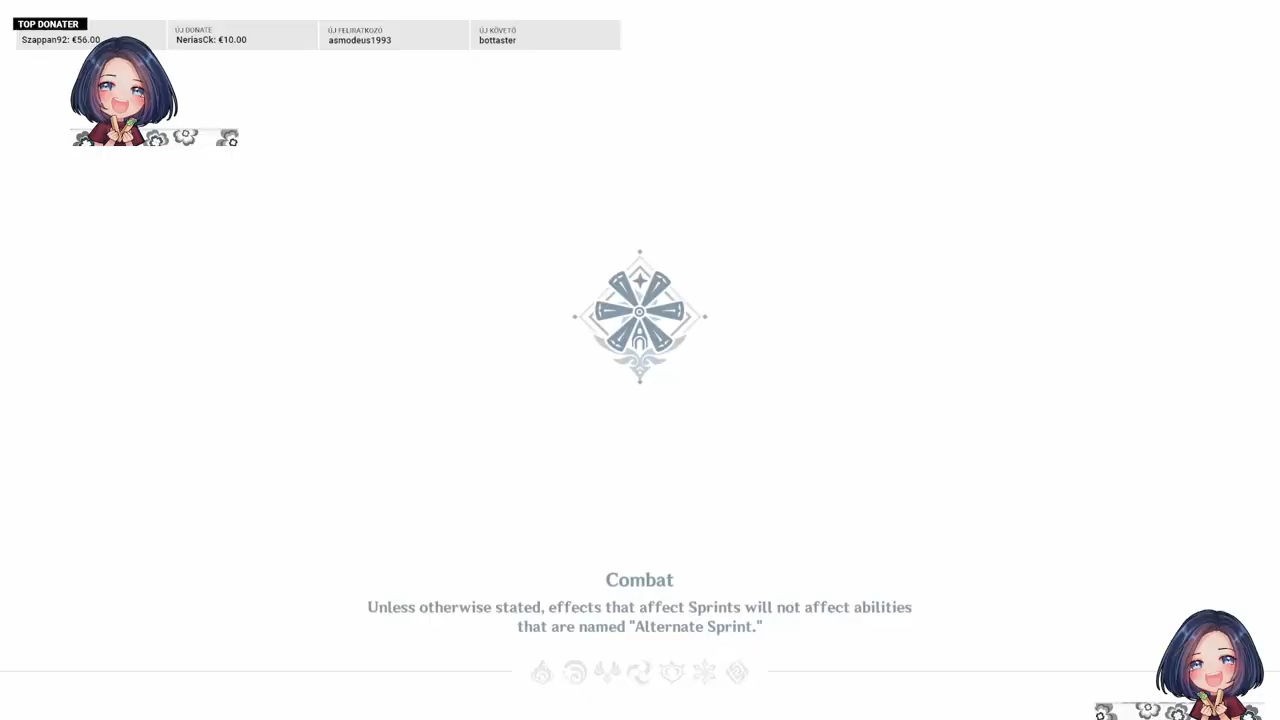 TOP DONATER
Szappan92: €56.00
ÚJ DONATE
NeriasCk: €10.00
ÚJ FELIRATKOZÓ
asmodeus1993
ÚJ KÖVETŐ
bottaster
Combat
Unless otherwise stated, effects that affect Sprints will not affect abilities
that are named "Alternate Sprint."